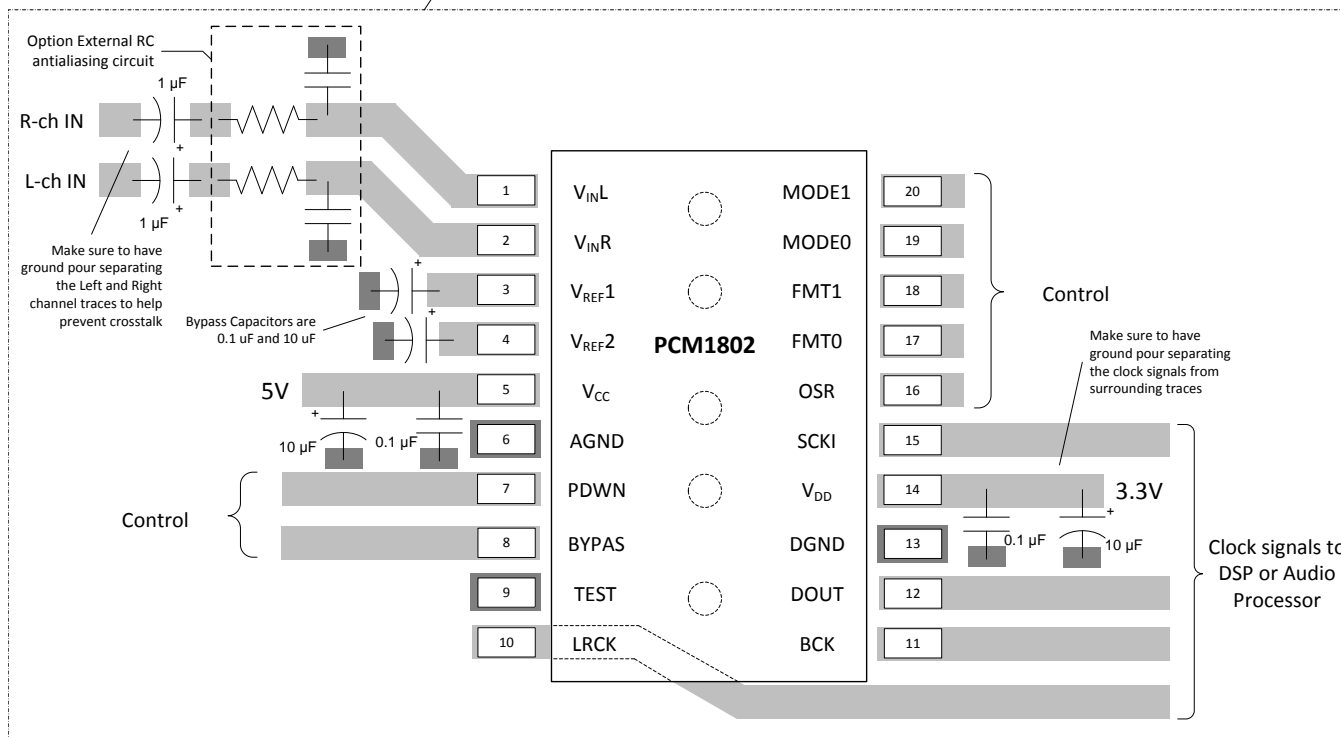 Option External RC
antialiasing circuit
1 µF
R-ch IN
+
L-ch IN
+
1 µF
Make sure to have
ground pour separating
the Left and Right
channel traces to help
prevent crosstalk
Bypass Capacitors are
0.1 uF and 10 uF
+
+
5V
+
10 µF
0.1 µF
Control
1
2
3
4
5
6
7
8
9
10
VINL
VINR
VREF1
VREF2
VCC
AGND
PDWN
BYPAS
TEST
LRCK
PCM1802
MODE1
MODE0
FMT1
FMT0
OSR
SCKI
VDD
DGND
DOUT
BCK
20
19
18
17
16
15
14
13
12
11
Control
Make sure to have
ground pour separating
the clock signals from
surrounding traces
3.3V
+
0.1 µF
10 µF
Clock signals to
DSP or Audio
Processor